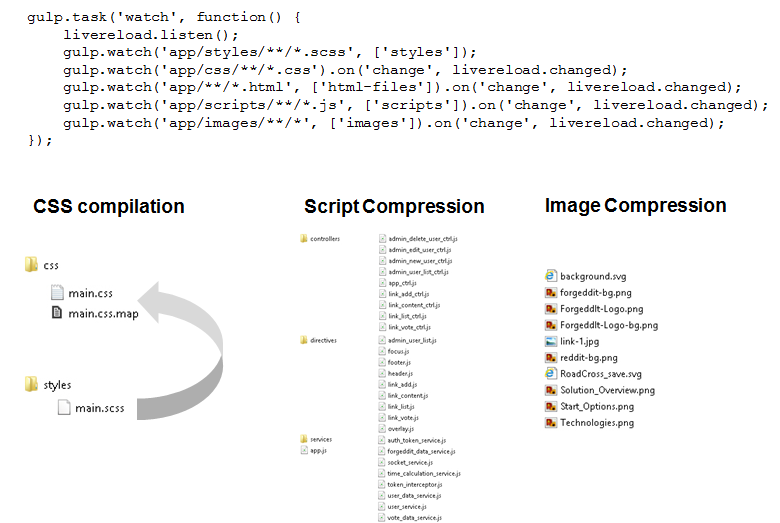 gulp.task('watch', function() {
    livereload.listen();
    gulp.watch('app/styles/**/*.scss', ['styles']);
    gulp.watch('app/css/**/*.css').on('change', livereload.changed);
    gulp.watch('app/**/*.html', ['html-files']).on('change', livereload.changed);
    gulp.watch('app/scripts/**/*.js', ['scripts']).on('change', livereload.changed);
    gulp.watch('app/images/**/*', ['images']).on('change', livereload.changed);
});
CSS compilation
css
main.css
main.css.map
styles
main.scss
Script Compression
controllers
admin_delete_user_ctrl.js
admin_edit_user_ctrl.js
admin_new_user_ctrl.js
admin_user_list_ctrl.js
app_ctrl.js
link_add_ctrl.js
link_content_ctrl.js
link_list_ctrl.js
link_vote_ctrl.js
directives
admin_user_list.js
focus.js
footer.js
header.js
link_add.js
link_content.js
link_list.js
link_vote.js
overlay.js
services
auth_token_service.js
app.js
forgeddit_data_service.js
socket_service.js
time_calculation_service.js
token_interceptor.js
user_data_service.js
user_service.js
vote_data_service.js
Image Compression
background.svg
forgeddit-bg.png
ForgeddIt-Logo.png
ForgeddIt-Logo-bg.png
link-1.jpg
reddit-bg.png
RoadCross_save.svg
Solution_Overview.png
Start_Options.png
Technologies.png